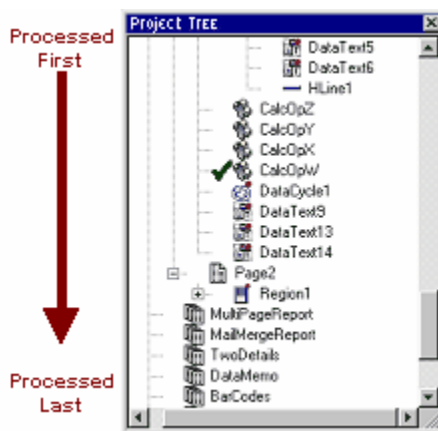 Project Tree
Processed
First
DataText5
DataText6
HLine1
CalcOpZ
CalcOpY
CalcOpX
CalcOpW
DataCycle1
DataText9
DataText13
DataText14
Page2
Region1
MultiPageReport
MailMergeReport
TwoDetails
DataMemo
BarCodes
Processed
Last